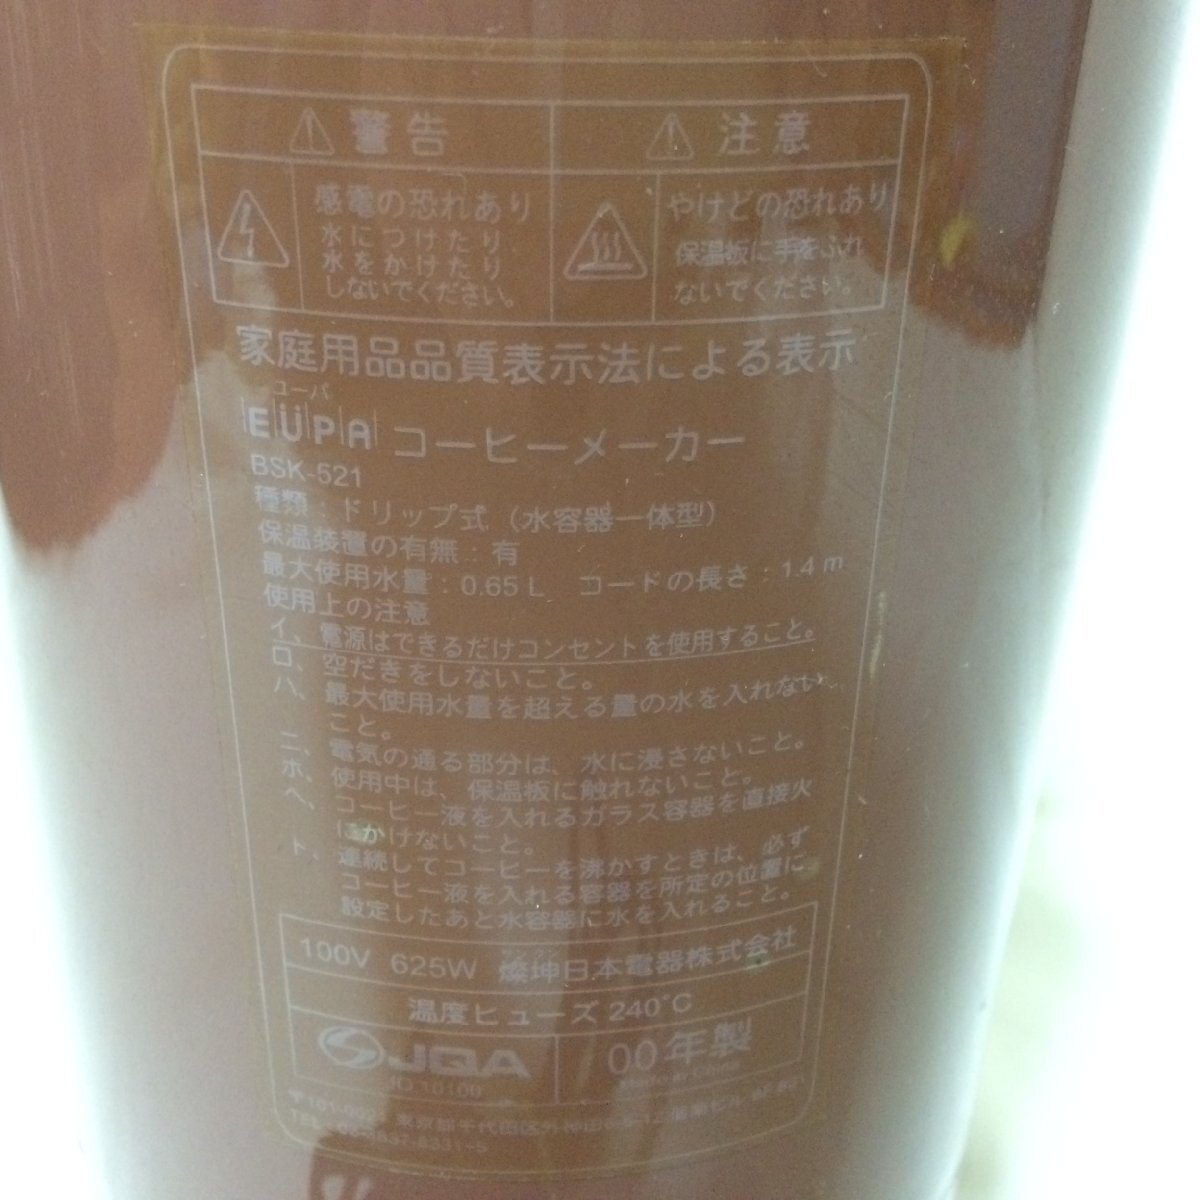 警告
注意
感電の恐れあり
水につけたり
水をかけたり
しないでください。
やけどの恐れあり
保温板に手をふれ
ないでください。
家庭用品品質表示法による表示
ユーパ
EUPA コーヒーメーカー
BSK-521
種類：ドリップ式（水容器一体型）
保温装置の有無：有
最大使用水量：0.65L コードの長さ：1.4m
使用上の注意
イ、電源はできるだけコンセントを使用すること。
ロ、空だきをしないこと。
ハ、最大使用水量を超える量の水を入れない
こと。
ニ、電気の通る部分は、水に浸さないこと。
ホ、使用中は、保温板に触れないこと。
ヘ、コーヒー液を入れるガラス容器を直接火
にかけないこと。
ト、連続してコーヒーを沸かすときは、必ず
コーヒー液を入れる容器を所定の位置に
設定したあと水容器に水を入れること。
100V 625W 燦坤日本電器株式会社
温度ヒューズ 240℃
JQA
00年製
Made in China
東京都千代田区外神田
TEL